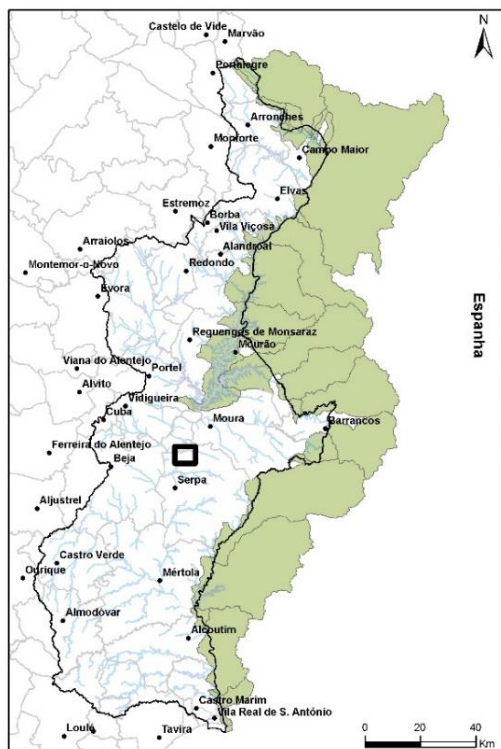 Castelo de Vide
N
Marvão
Portalegre
Arronches
Monforte
Campo Maior
Elvas
Estremoz
Borba
Vila Viçosa
Arraiolos
Alandroal
Montemor-o-Novo
Redondo
Évora
Espanha
Reguengos de Monsaraz
Mourão
Viana do Alentejo
Portel
Alvito
Vidigueira
Cuba
Moura
Barrancos
Ferreira do Alentejo
Beja
Serpa
Aljustrel
Castro Verde
Ourique
Mértola
Almodôvar
Alcoutim
Castro Marim
Vila Real de S. António
Loulé
Tavira
0 20 40
Km